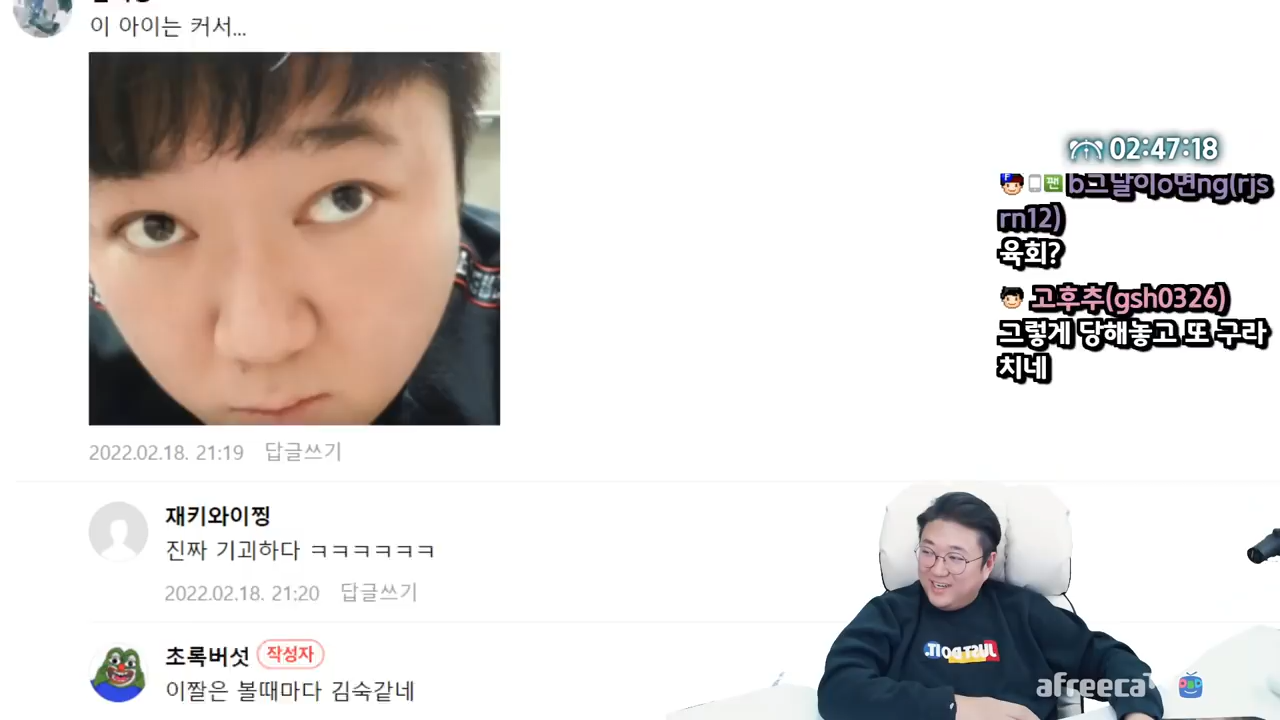 이 아이는 커서...
02:47:18
b그날이o면ng(rjs
rn12)
육회?
고후추(gsh0326)
그렇게 당해놓고 또 구라
치네
2022.02.18. 21:19 답글쓰기
재키와이찡
진짜 기괴하다 ㅋㅋㅋㅋㅋㅋ
2022.02.18. 21:20 답글쓰기
초록버섯 작성자
이짤은 볼때마다 김숙같네
JUST DO IT.
afreecaTV